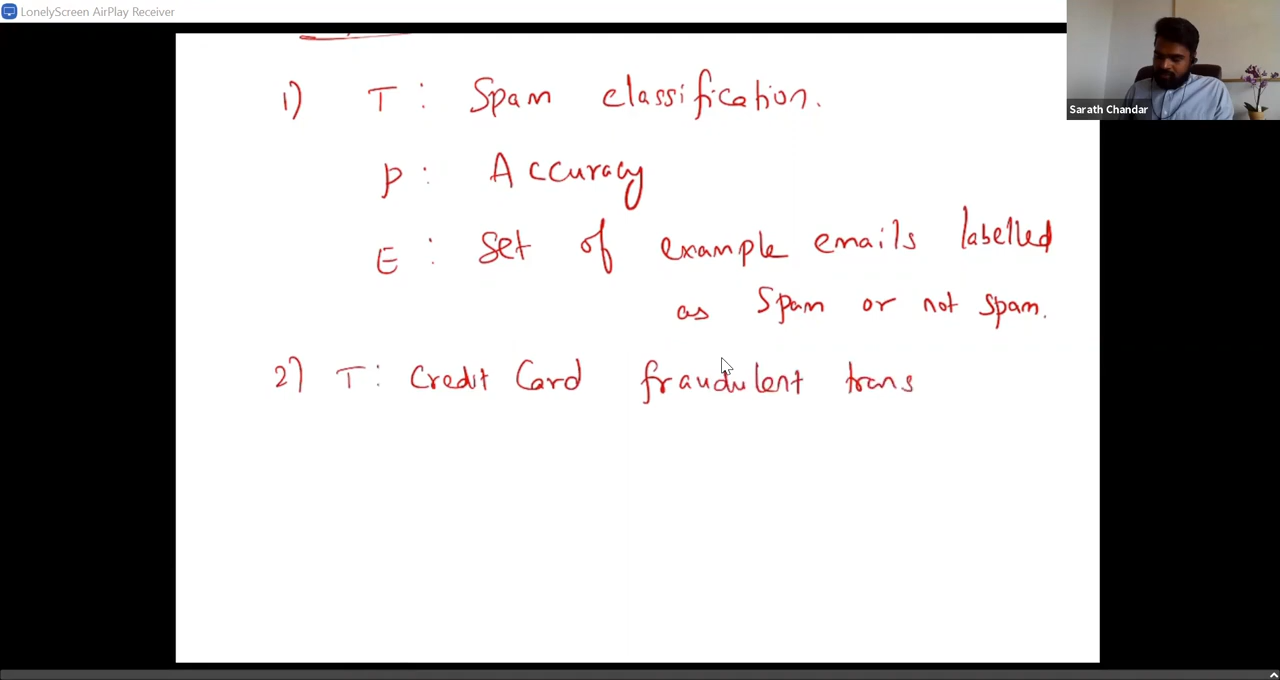 LonelyScreen AirPlay Receiver
Sarath Chandar
1) T : Spam classification.
P : Accuracy
E : Set of example emails labelled
as Spam or not spam.
2) T : Credit Card fraudulent trans